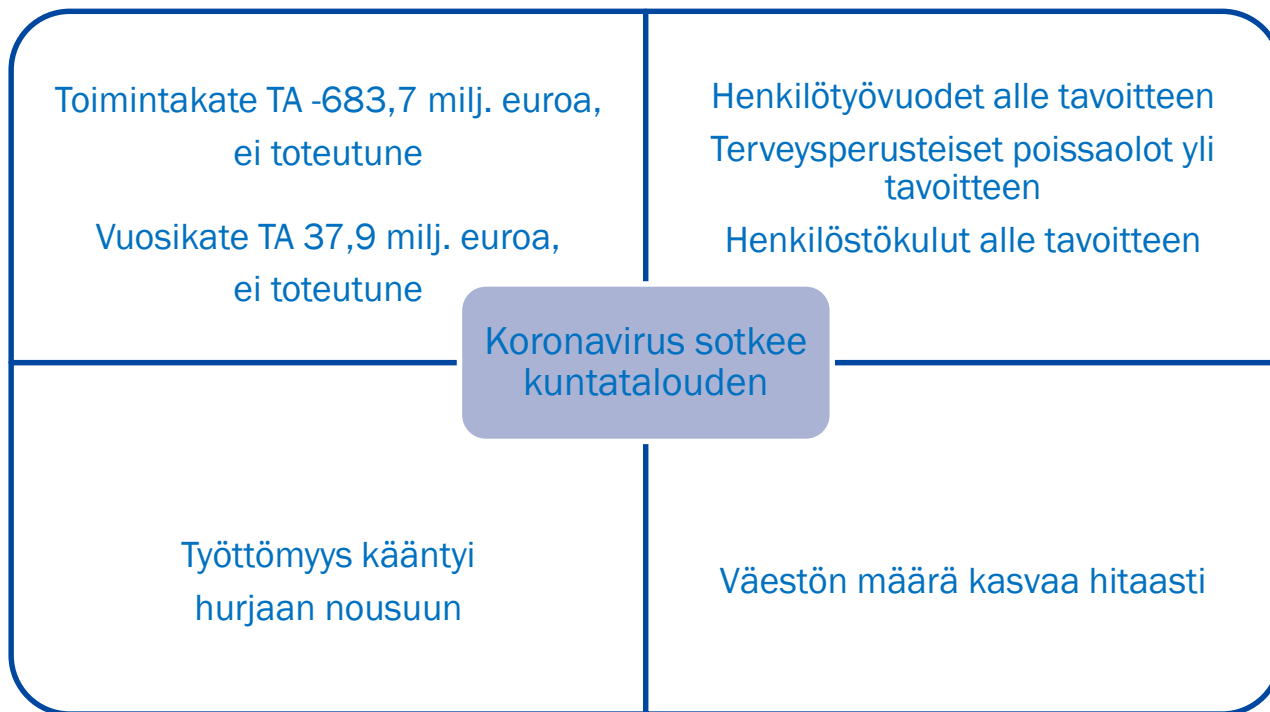 Toimintakate TA -683,7 milj. euroa,
ei toteutune
Vuosikate TA 37,9 milj. euroa,
ei toteutune
Henkilötyövuodet alle tavoitteen
Terveysperusteiset poissaolot yli
tavoitteen
Henkilöstökulut alle tavoitteen
Koronavirus sotkee
kuntatalouden
Työttömyys kääntyi
hurjaan nousuun
Väestön määrä kasvaa hitaasti